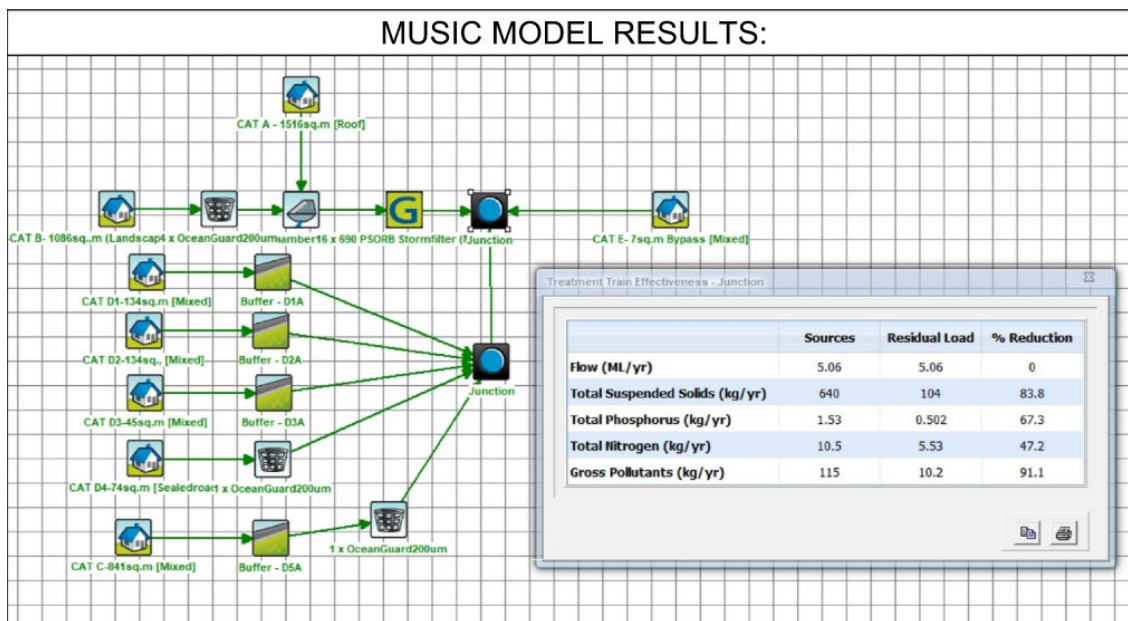 MUSIC MODEL RESULTS:
CAT A - 1516sq.m [Roof]
CAT B- 1086sq..m (Landscap
4 x OceanGuard200um
amber
16 x 690 PSORB Stormfilter (
Junction
CAT E- 7sq.m Bypass [Mixed]
CAT D1-134sq.m [Mixed]
Buffer - D1A
CAT D2-134sq., [Mixed]
Buffer - D2A
Junction
CAT D3-45sq.m [Mixed]
Buffer - D3A
CAT D4-74sq.m [Sealedroa
1 x OceanGuard200um
1 x OceanGuard200um
CAT C-841sq.m [Mixed]
Buffer - D5A
Treatment Train Effectiveness - Junction
Sources Residual Load % Reduction
Flow (ML/yr) 5.06 5.06 0
Total Suspended Solids (kg/yr) 640 104 83.8
Total Phosphorus (kg/yr) 1.53 0.502 67.3
Total Nitrogen (kg/yr) 10.5 5.53 47.2
Gross Pollutants (kg/yr) 115 10.2 91.1